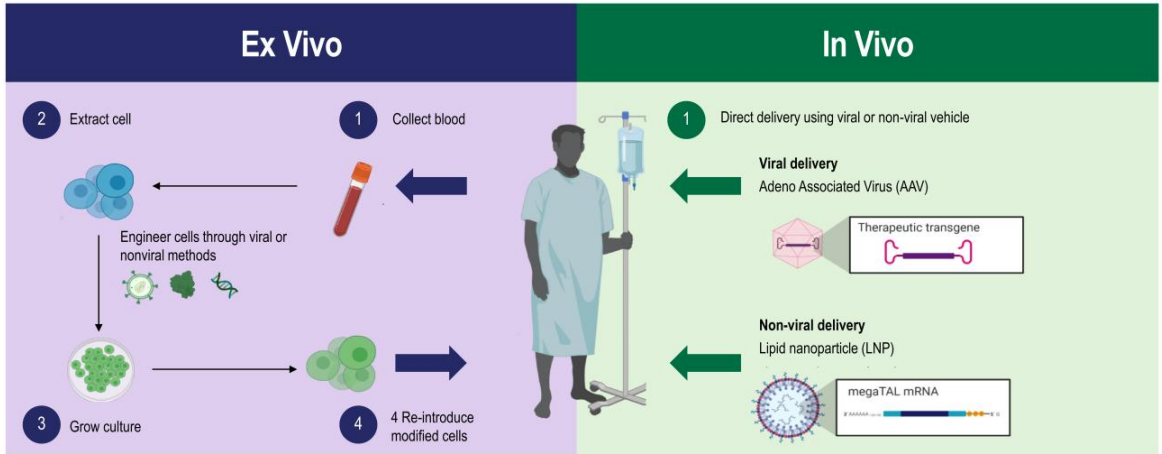 Ex Vivo
In Vivo
2 Extract cell
1 Collect blood
Engineer cells through viral or
nonviral methods
3 Grow culture
4 4 Re-introduce
modified cells
1 Direct delivery using viral or non-viral vehicle
Viral delivery
Adeno Associated Virus (AAV)
Therapeutic transgene
Non-viral delivery
Lipid nanoparticle (LNP)
megaTAL mRNA